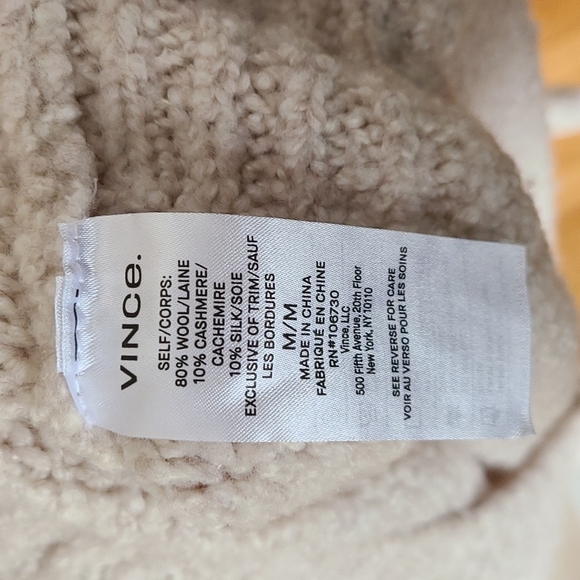 VINCE.
SELF/CORPS:
80% WOOL/LAINE
10% CASHMERE/
CACHEMIRE
10% SILK/SOIE
EXCLUSIVE OF TRIM/SAUF
LES BORDURES
M/M
MADE IN CHINA
FABRIQUÉ EN CHINE
RN#106730
Vince, LLC
500 Fifth Avenue, 20th Floor
New York, NY 10110
SEE REVERSE FOR CARE
VOIR AU VERSO POUR LES SOINS